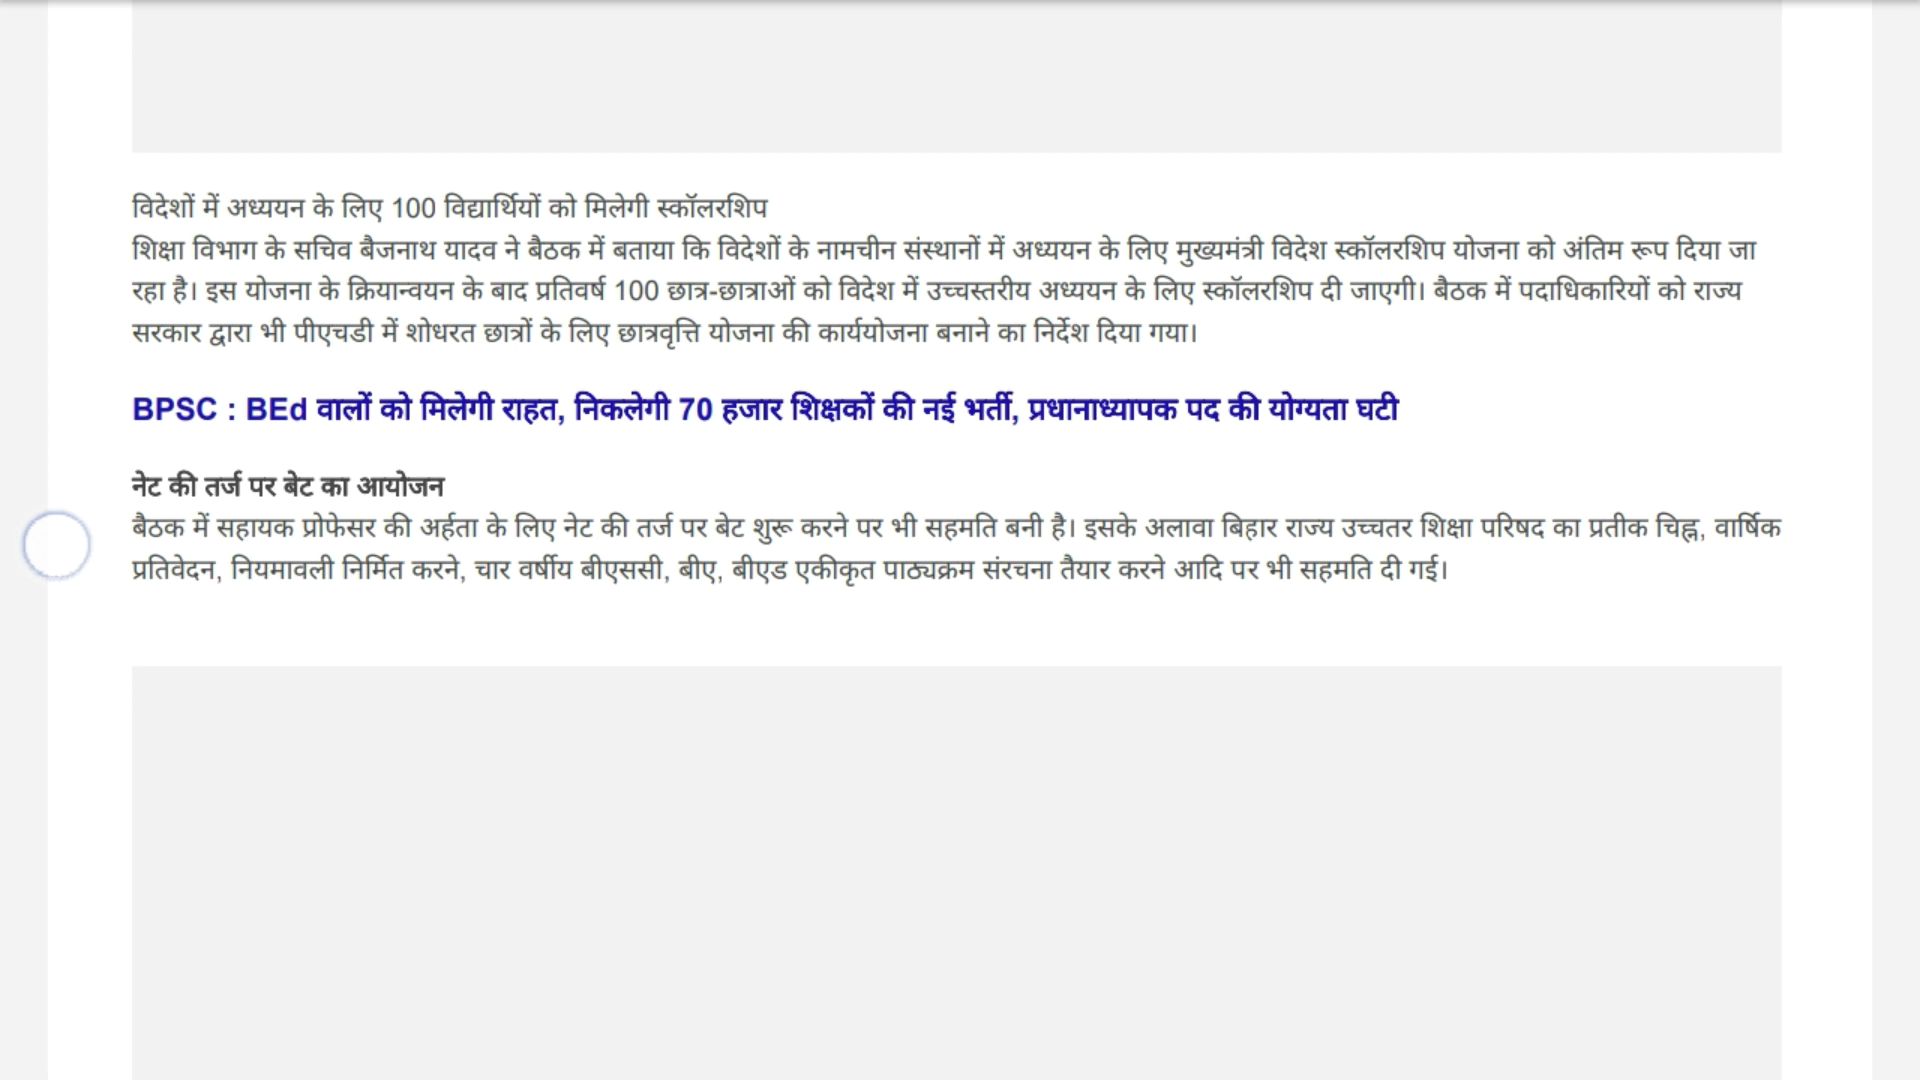 विदेशों में अध्ययन के लिए 100 विद्यार्थियों को मिलेगी स्कॉलरशिप
शिक्षा विभाग के सचिव बैजनाथ यादव ने बैठक में बताया कि विदेशों के नामचीन संस्थानों में अध्ययन के लिए मुख्यमंत्री विदेश स्कॉलरशिप योजना को अंतिम रूप दिया जा
रहा है। इस योजना के क्रियान्वयन के बाद प्रतिवर्ष 100 छात्र-छात्राओं को विदेश में उच्चस्तरीय अध्ययन के लिए स्कॉलरशिप दी जाएगी। बैठक में पदाधिकारियों को राज्य
सरकार द्वारा भी पीएचडी में शोधरत छात्रों के लिए छात्रवृत्ति योजना की कार्ययोजना बनाने का निर्देश दिया गया।
BPSC : BEd वालों को मिलेगी राहत, निकलेगी 70 हजार शिक्षकों की नई भर्ती, प्रधानाध्यापक पद की योग्यता घटी
नेट की तर्ज पर बेट का आयोजन
बैठक में सहायक प्रोफेसर की अर्हता के लिए नेट की तर्ज पर बेट शुरू करने पर भी सहमति बनी है। इसके अलावा बिहार राज्य उच्चतर शिक्षा परिषद का प्रतीक चिह्न, वार्षिक
प्रतिवेदन, नियमावली निर्मित करने, चार वर्षीय बीएससी, बीए, बीएड एकीकृत पाठ्यक्रम संरचना तैयार करने आदि पर भी सहमति दी गई।